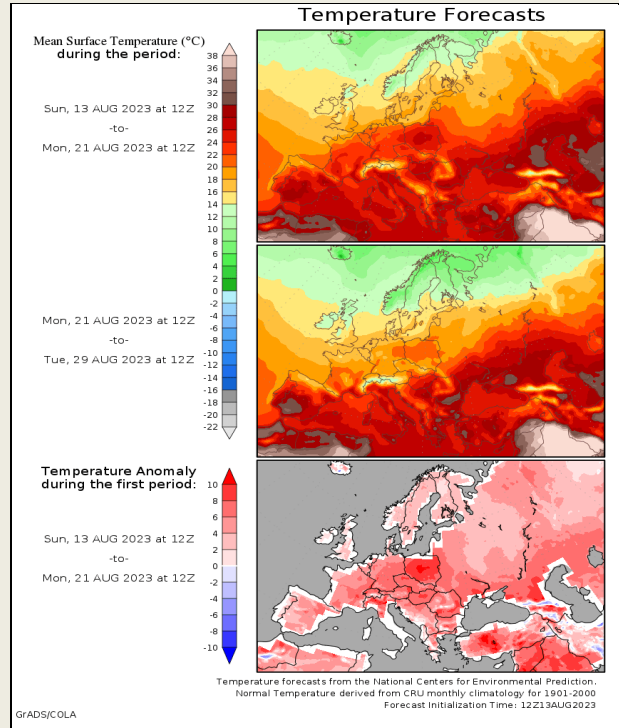 Temperature Forecasts
Mean Surface Temperature (°C)
during the period:
38
36
34
32
30
28
26
24
22
20
18
16
14
12
10
8
6
4
2
0
-2
-4
-6
-8
-10
-12
-14
-16
-18
-20
-22
Sun, 13 AUG 2023 at 12Z
-to-
Mon, 21 AUG 2023 at 12Z
Mon, 21 AUG 2023 at 12Z
-to-
Tue, 29 AUG 2023 at 12Z
Temperature Anomaly
during the first period:
10
8
6
4
2
0
-2
-4
-6
-8
-10
Sun, 13 AUG 2023 at 12Z
-to-
Mon, 21 AUG 2023 at 12Z
Temperature forecasts from the National Centers for Environmental Prediction.
Normal Temperature derived from CRU monthly climatology for 1901-2000
Forecast Initialization Time: 12Z13AUG2023
GrADS/COLA